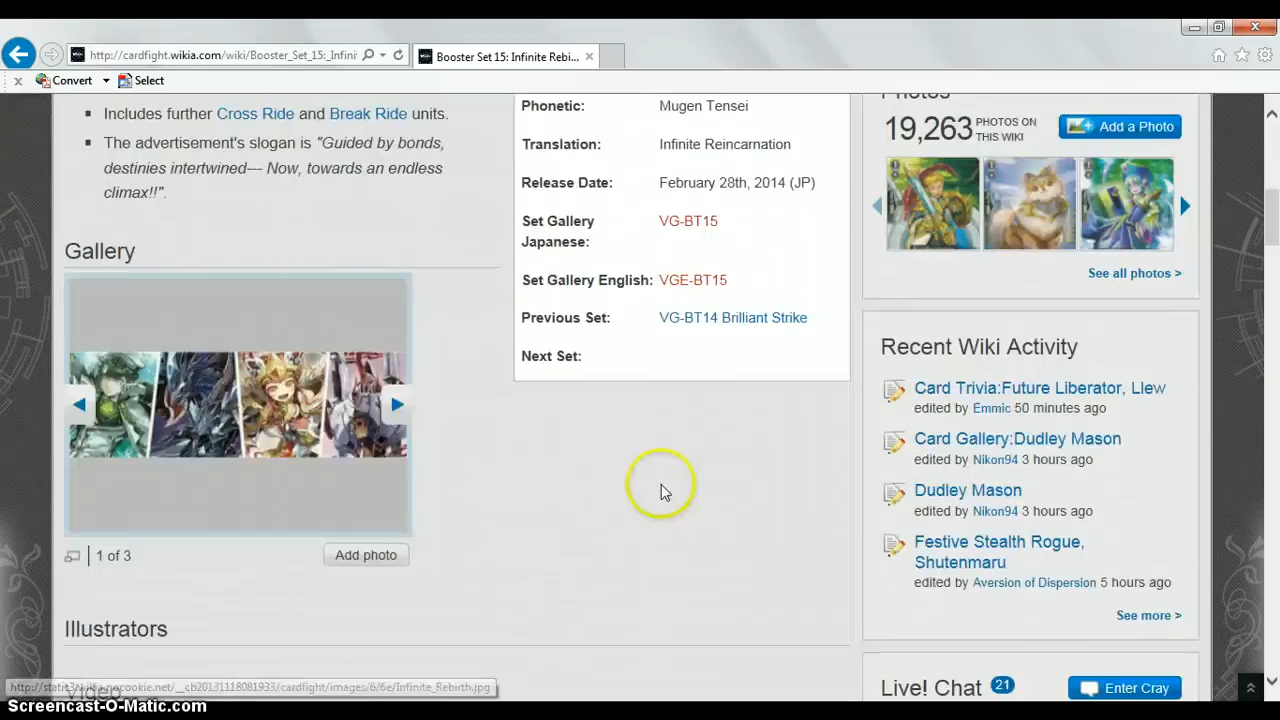 http://cardfight.wikia.com/wiki/Booster_Set_15:_Infini
Booster Set 15: Infinite Rebi...
x Convert Select
Includes further Cross Ride and Break Ride units.
The advertisement's slogan is "Guided by bonds,
destinies intertwined--- Now, towards an endless
climax!!".
Gallery
1 of 3
Add photo
Illustrators
Video
Phonetic: Mugen Tensei
Translation: Infinite Reincarnation
Release Date: February 28th, 2014 (JP)
Set Gallery VG-BT15
Japanese:
Set Gallery English: VGE-BT15
Previous Set: VG-BT14 Brilliant Strike
Next Set:
Photos
19,263 PHOTOS ON
THIS WIKI
Add a Photo
See all photos >
Recent Wiki Activity
Card Trivia:Future Liberator, Llew
edited by Emmic 50 minutes ago
Card Gallery:Dudley Mason
edited by Nikon94 3 hours ago
Dudley Mason
edited by Nikon94 3 hours ago
Festive Stealth Rogue,
Shutenmaru
edited by Aversion of Dispersion 5 hours ago
See more >
Live! Chat 21
Enter Cray
Screencast-O-Matic.com